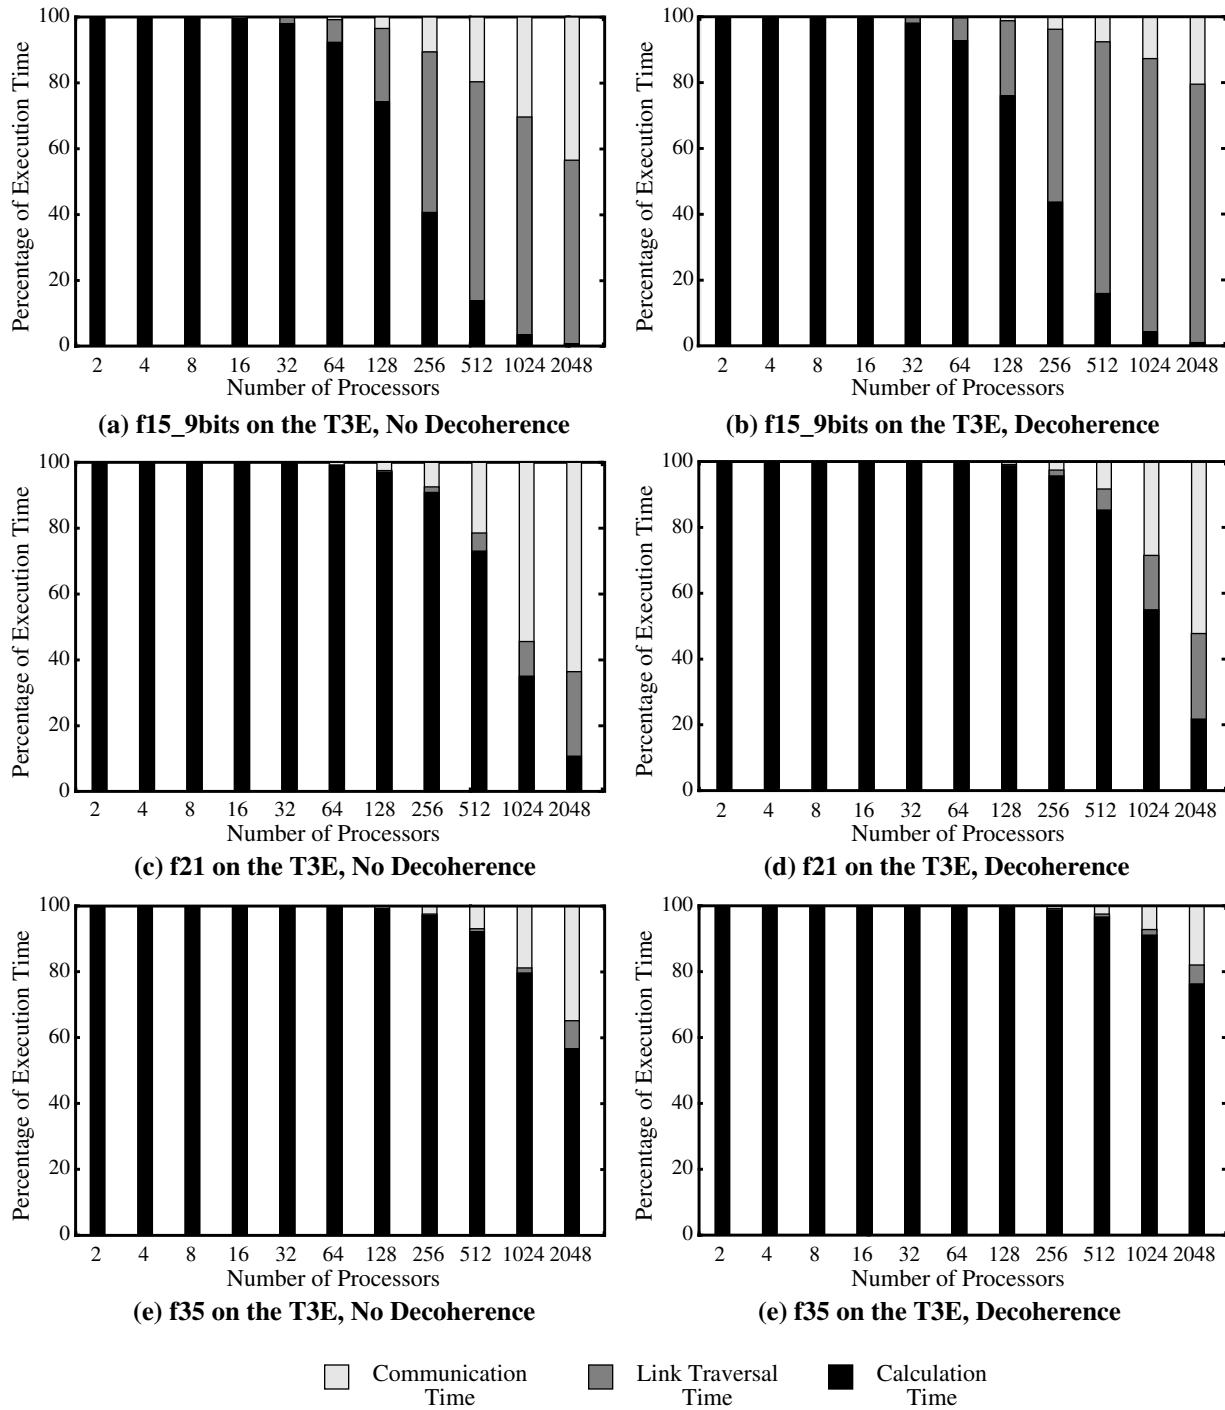 100
80
60
40
20
0
Percentage of Execution Time
2 4 8 16 32 64 128 256 512 1024 2048
Number of Processors
(a) f15_9bits on the T3E, No Decoherence
100
80
60
40
20
0
Percentage of Execution Time
2 4 8 16 32 64 128 256 512 1024 2048
Number of Processors
(b) f15_9bits on the T3E, Decoherence
100
80
60
40
20
0
Percentage of Execution Time
2 4 8 16 32 64 128 256 512 1024 2048
Number of Processors
(c) f21 on the T3E, No Decoherence
100
80
60
40
20
0
Percentage of Execution Time
2 4 8 16 32 64 128 256 512 1024 2048
Number of Processors
(d) f21 on the T3E, Decoherence
100
80
60
40
20
0
Percentage of Execution Time
2 4 8 16 32 64 128 256 512 1024 2048
Number of Processors
(e) f35 on the T3E, No Decoherence
100
80
60
40
20
0
Percentage of Execution Time
2 4 8 16 32 64 128 256 512 1024 2048
Number of Processors
(e) f35 on the T3E, Decoherence
Communication
Time
Link Traversal
Time
Calculation
Time